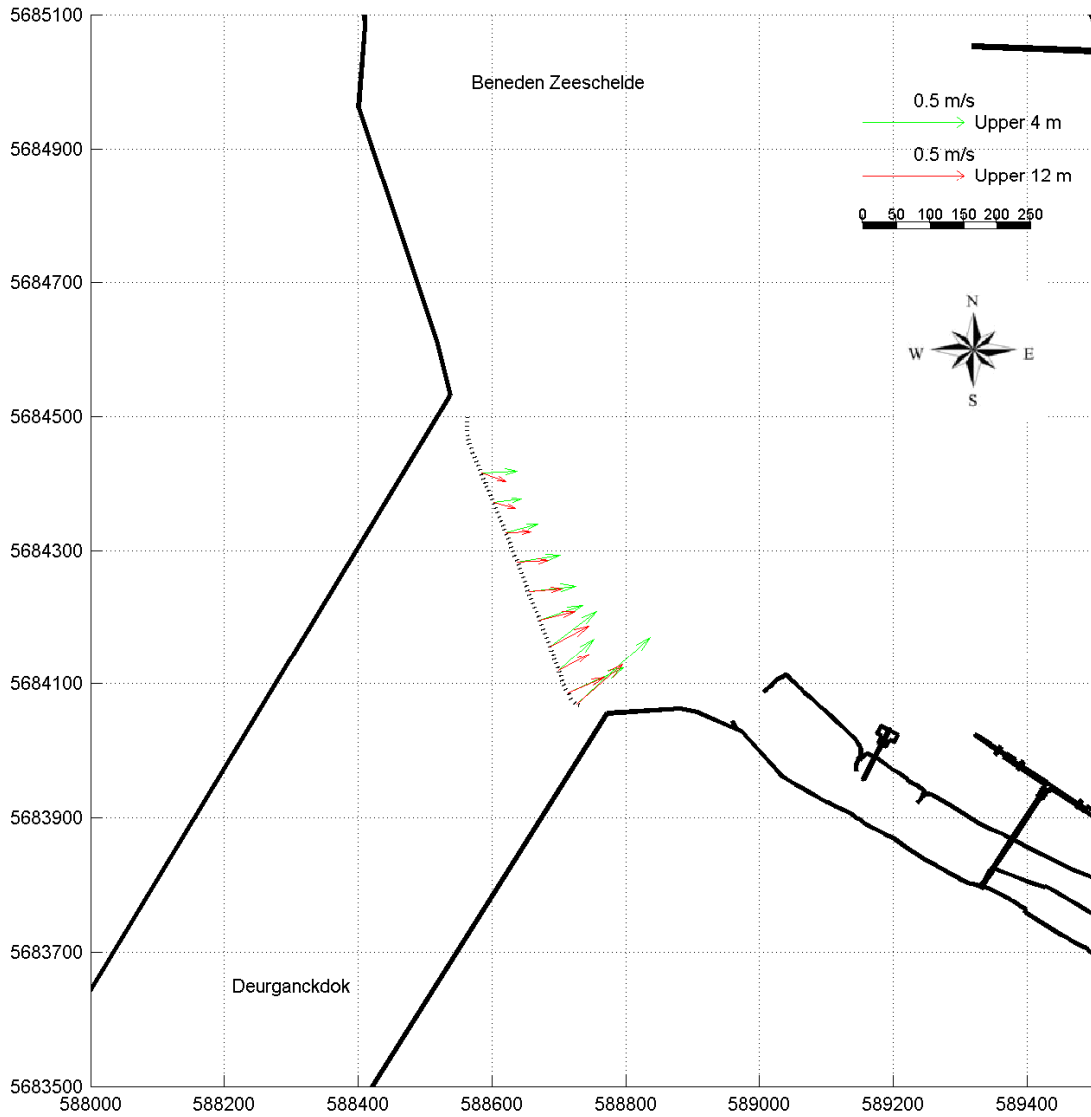 5685100
Beneden Zeeschelde
0.5 m/s
Upper 4 m
5684900
0.5 m/s
Upper 12 m
0 50 100 150 200 250
5684700
N
W E
S
5684500
5684300
5684100
5683900
5683700
Deurganckdok
5683500
588000 588200 588400 588600 588800 589000 589200 589400